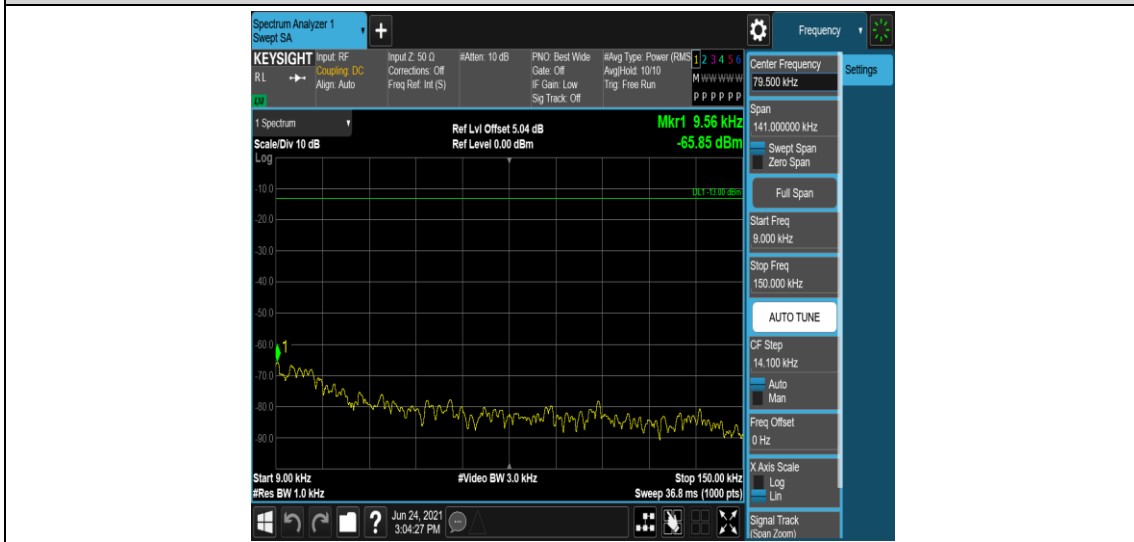 Spectrum Analyzer 1
Swept SA
+
Frequency
KEYSIGHT
RL
LXI
Input: RF
Coupling: DC
Align: Auto
Input Z: 50 Ω
Corrections: Off
Freq Ref: Int (S)
#Atten: 10 dB
PNO: Best Wide
Gate: Off
IF Gain: Low
Sig Track: Off
#Avg Type: Power (RMS
Avg|Hold: 10/10
Trig: Free Run
1 2 3 4 5 6
M W W W W W
P P P P P P
1 Spectrum
Scale/Div 10 dB
Log
Ref Lvl Offset 5.04 dB
Ref Level 0.00 dBm
Mkr1 9.56 kHz
-65.85 dBm
DL1 -13.00 dBm
-10.0
-20.0
-30.0
-40.0
-50.0
-60.0
1
-70.0
-80.0
-90.0
Start 9.00 kHz
#Res BW 1.0 kHz
#Video BW 3.0 kHz
Stop 150.00 kHz
Sweep 36.8 ms (1000 pts)
?
Jun 24, 2021
3:04:27 PM
Center Frequency
79.500 kHz
Settings
Span
141.000000 kHz
Swept Span
Zero Span
Full Span
Start Freq
9.000 kHz
Stop Freq
150.000 kHz
AUTO TUNE
CF Step
14.100 kHz
Auto
Man
Freq Offset
0 Hz
X Axis Scale
Log
Lin
Signal Track
(Span Zoom)